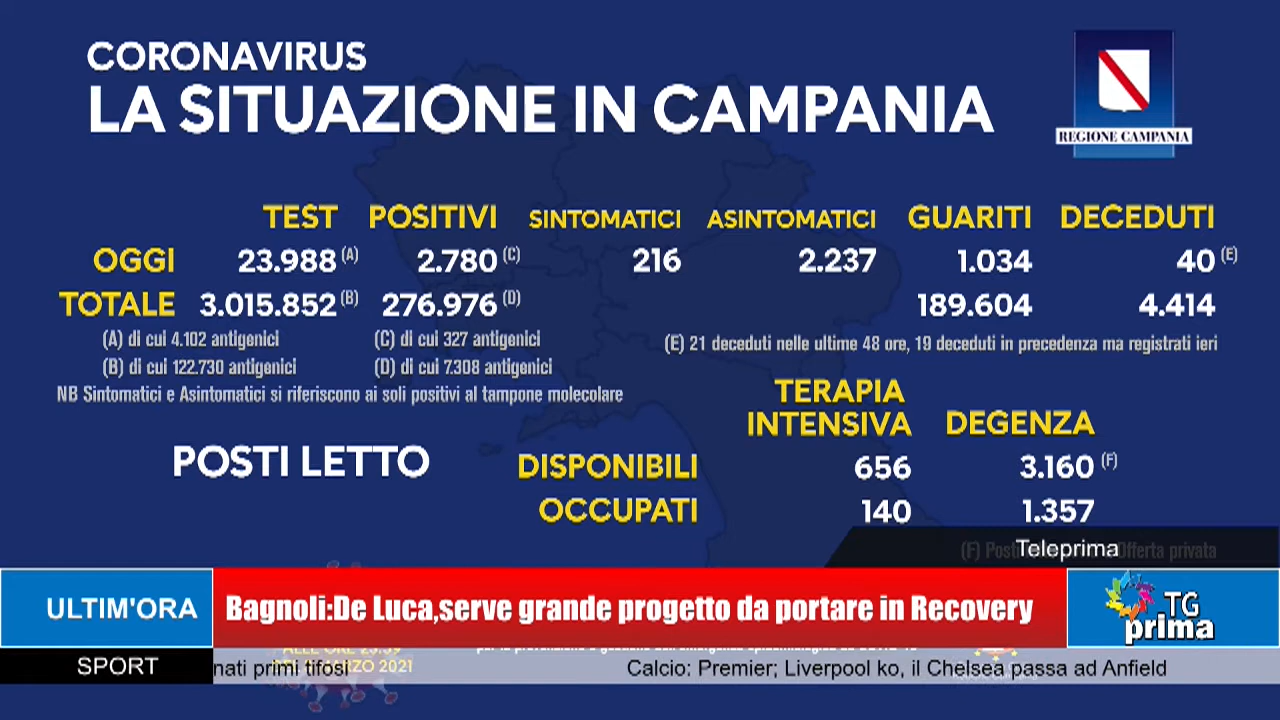 CORONAVIRUS
LA SITUAZIONE IN CAMPANIA
REGIONE CAMPANIA
TEST POSITIVI SINTOMATICI ASINTOMATICI GUARITI DECEDUTI
OGGI 23.988 (A) 2.780 (C) 216 2.237 1.034 40 (E)
TOTALE 3.015.852 (B) 276.976 (D) 189.604 4.414
(A) di cui 4.102 antigenici (C) di cui 327 antigenici (E) 21 deceduti nelle ultime 48 ore, 19 deceduti in precedenza ma registrati ieri
(B) di cui 122.730 antigenici (D) di cui 7.308 antigenici
NB Sintomatici e Asintomatici si riferiscono ai soli positivi al tampone molecolare
TERAPIA INTENSIVA DEGENZA
POSTI LETTO DISPONIBILI 656 3.160 (F)
OCCUPATI 140 1.357
(F) Offerta privata
Teleprima
ULTIM'ORA Bagnoli:De Luca,serve grande progetto da portare in Recovery TG prima
SPORT nati primi tifosi Calcio: Premier; Liverpool ko, il Chelsea passa ad Anfield
MARZO 2021